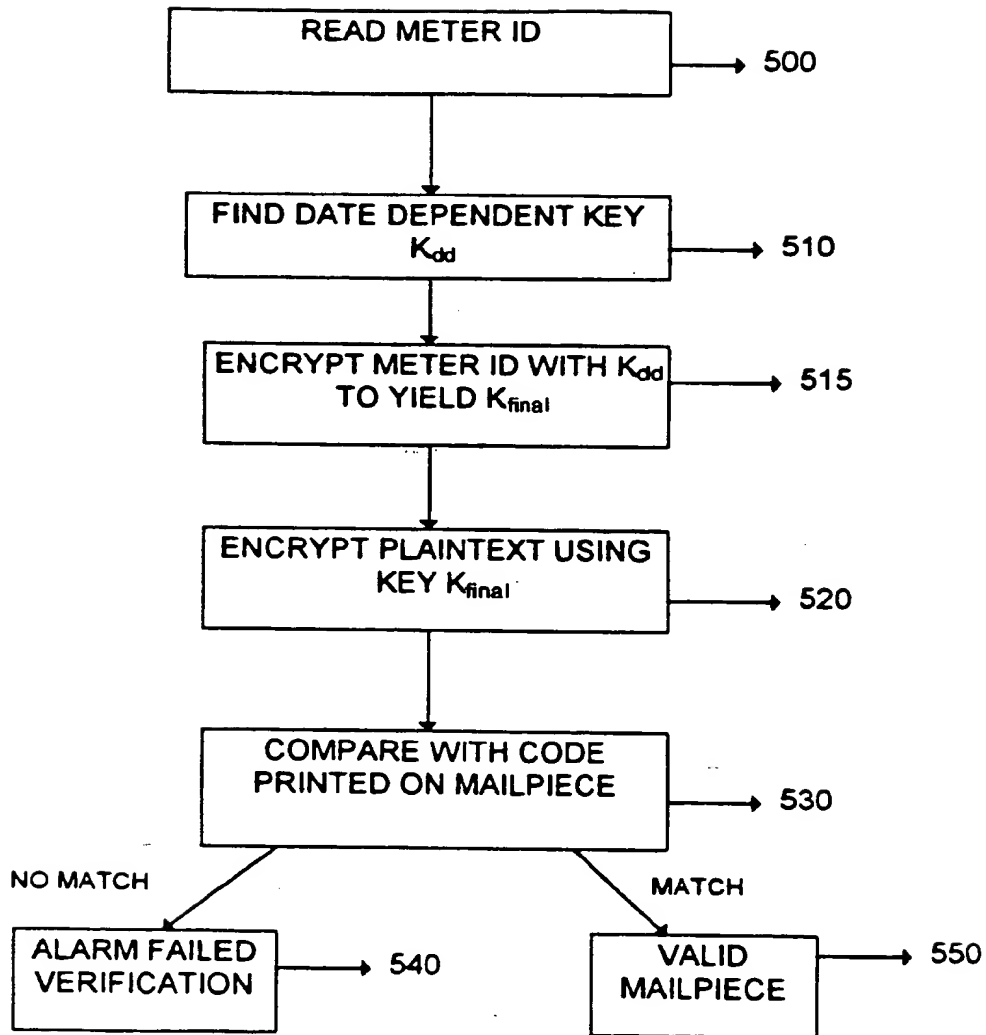 READ METER ID
500
FIND DATE DEPENDENT KEY
Kdd
510
ENCRYPT METER ID WITH Kdd
TO YIELD Kfinal
515
ENCRYPT PLAINTEXT USING
KEY Kfinal
520
COMPARE WITH CODE
PRINTED ON MAILPIECE
530
NO MATCH
MATCH
ALARM FAILED
VERIFICATION
540
VALID
MAILPIECE
550